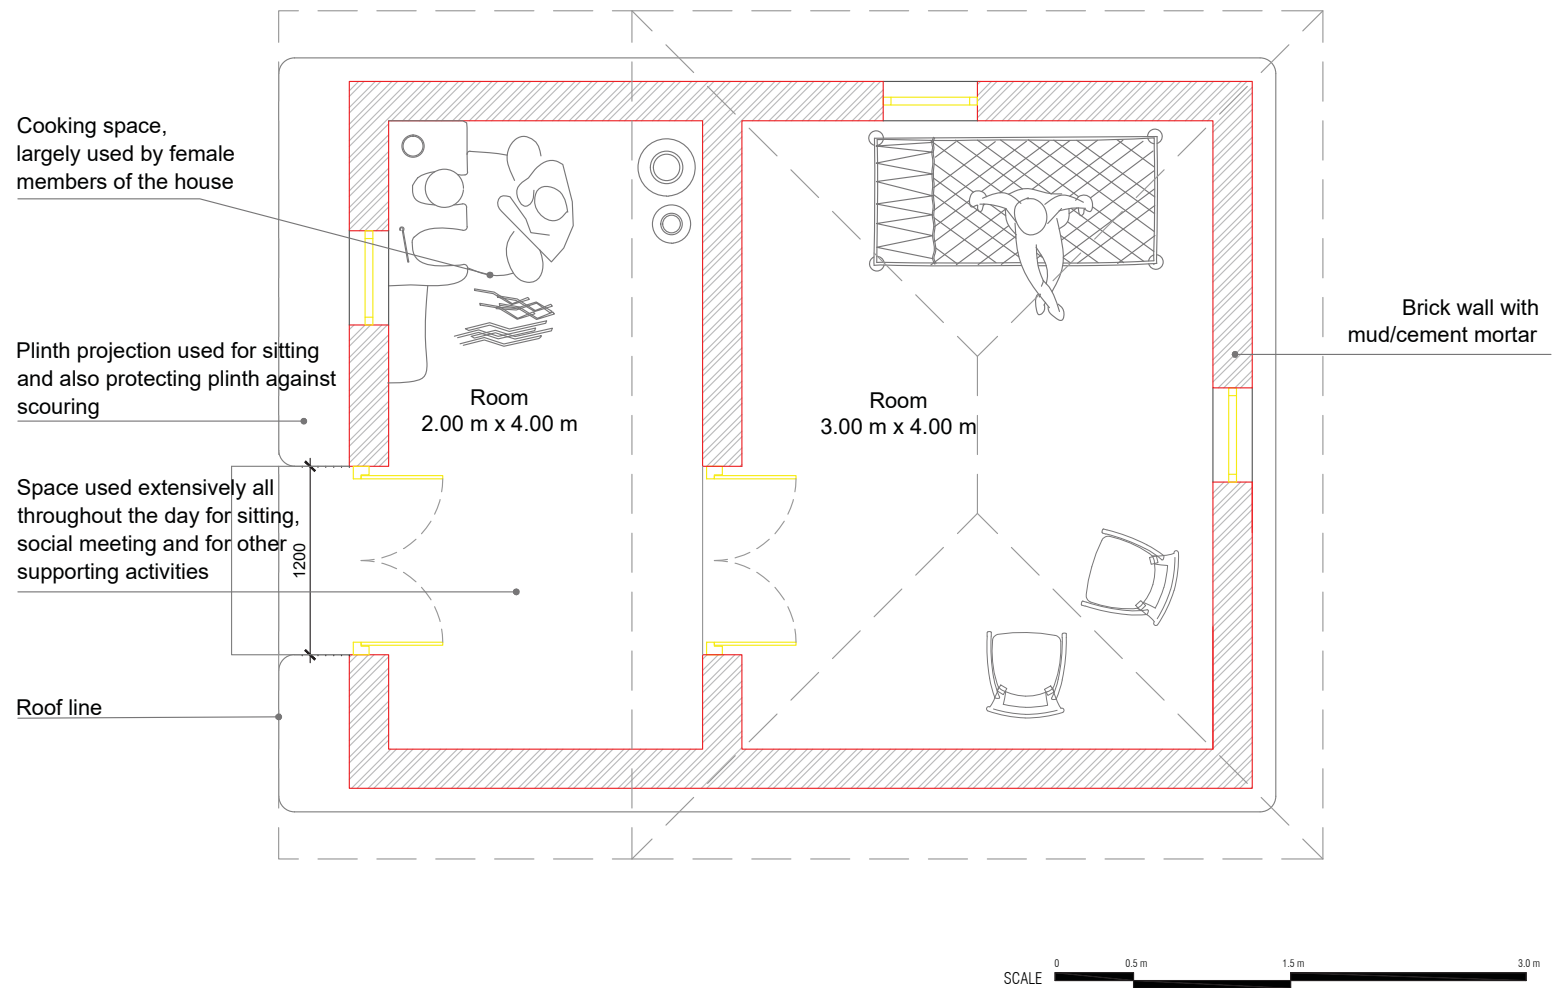 Cooking space,
largely used by female
members of the house
Brick wall with
mud/cement mortar
Plinth projection used for sitting
and also protecting plinth against
scouring
Room
2.00 m x 4.00 m
Room
3.00 m x 4.00 m
Space used extensively all
throughout the day for sitting,
social meeting and for other
supporting activities
1200
Roof line
SCALE
0 0.5 m 1.5 m 3.0 m